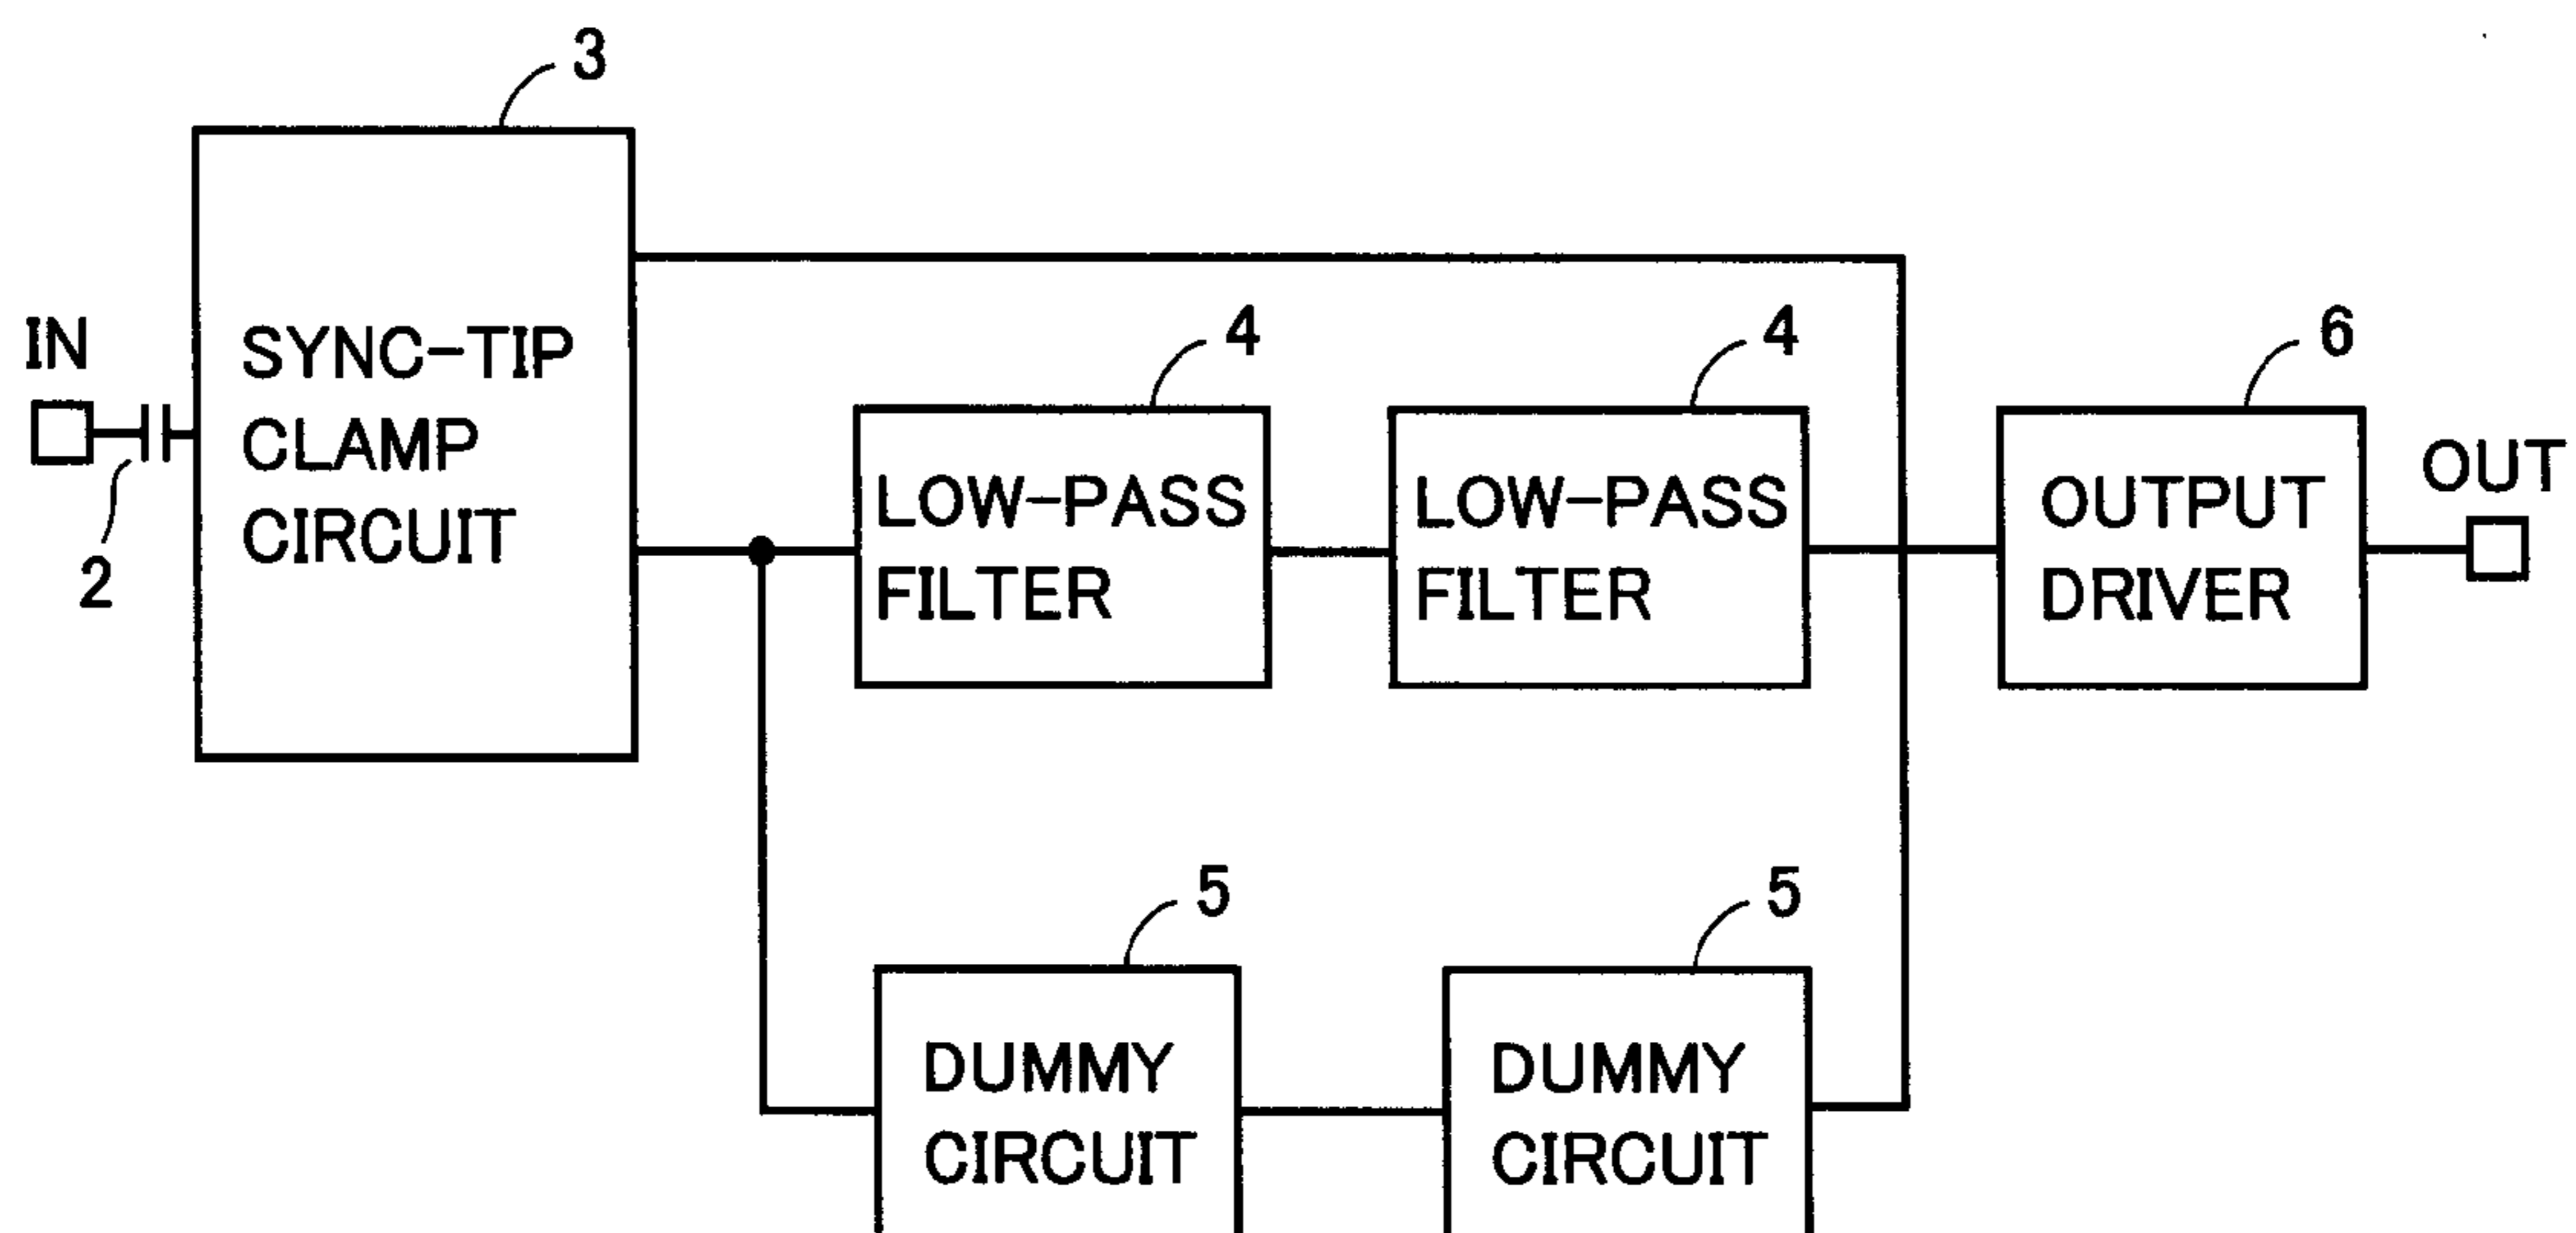 3
IN
SYNC-TIP
CLAMP
CIRCUIT
2
4
LOW-PASS
FILTER
4
LOW-PASS
FILTER
6
OUTPUT
DRIVER
OUT
5
DUMMY
CIRCUIT
5
DUMMY
CIRCUIT